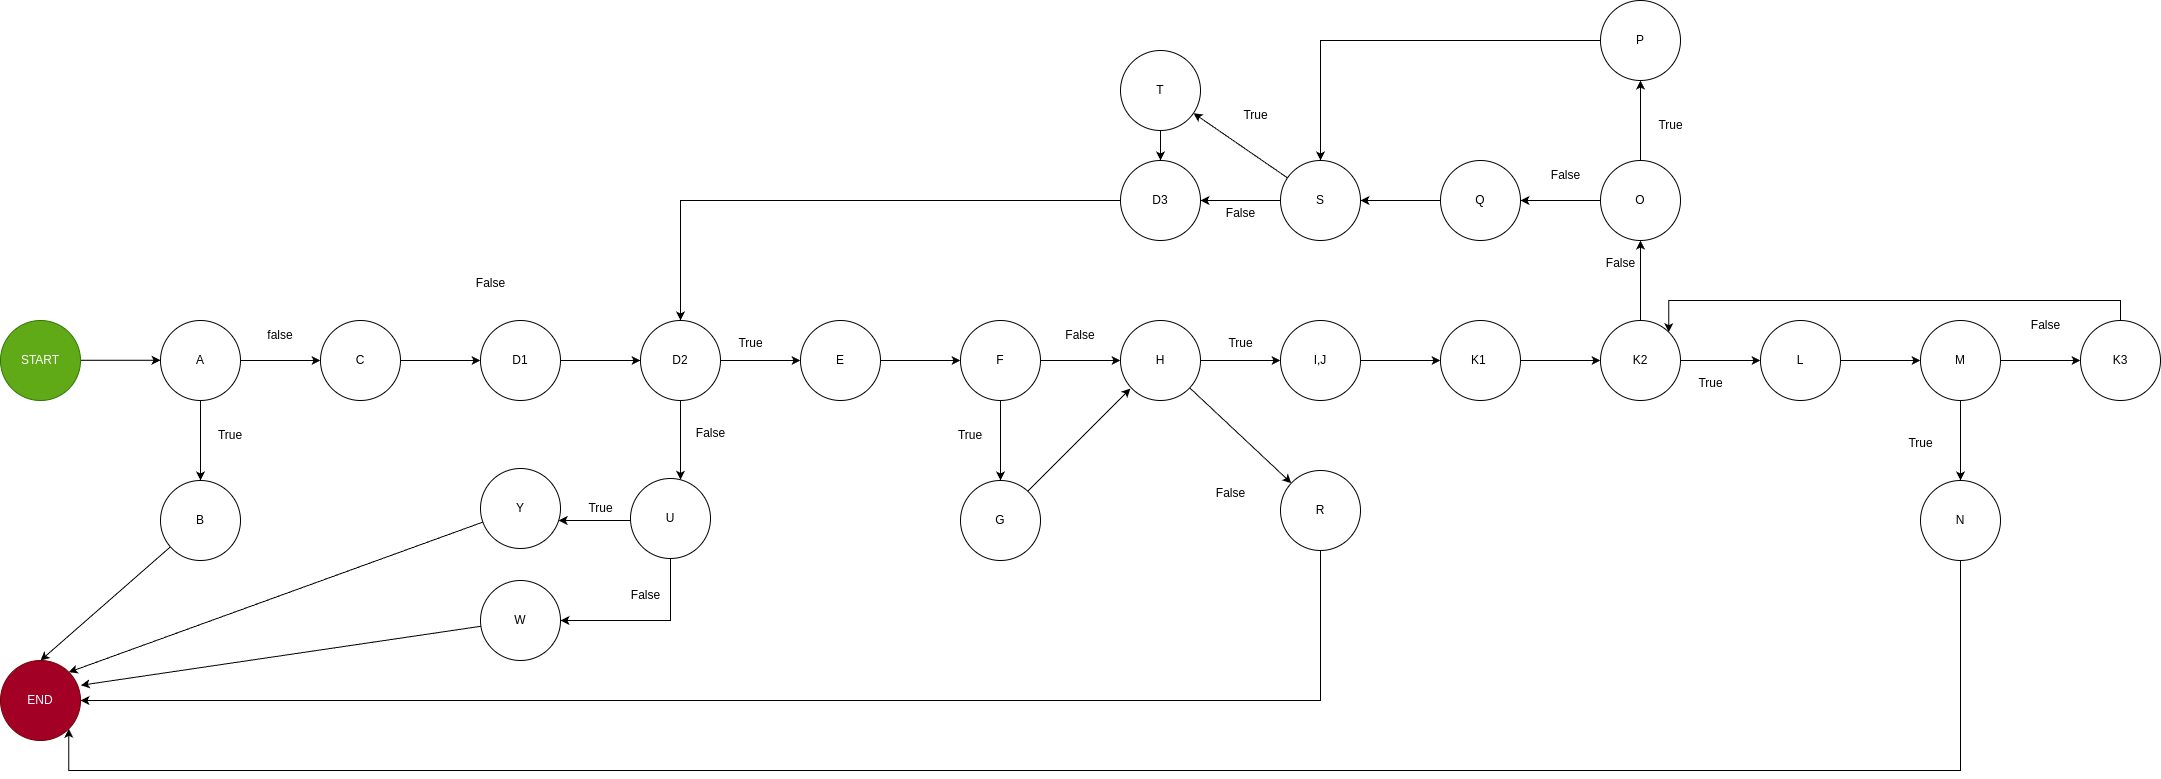 P
T
True
True
False
D3
S
Q
O
False
False
False
START
A
false
C
D1
D2
True
E
F
False
H
True
I,J
K1
K2
True
L
M
False
K3
True
False
True
True
B
Y
True
U
G
False
R
N
False
W
END